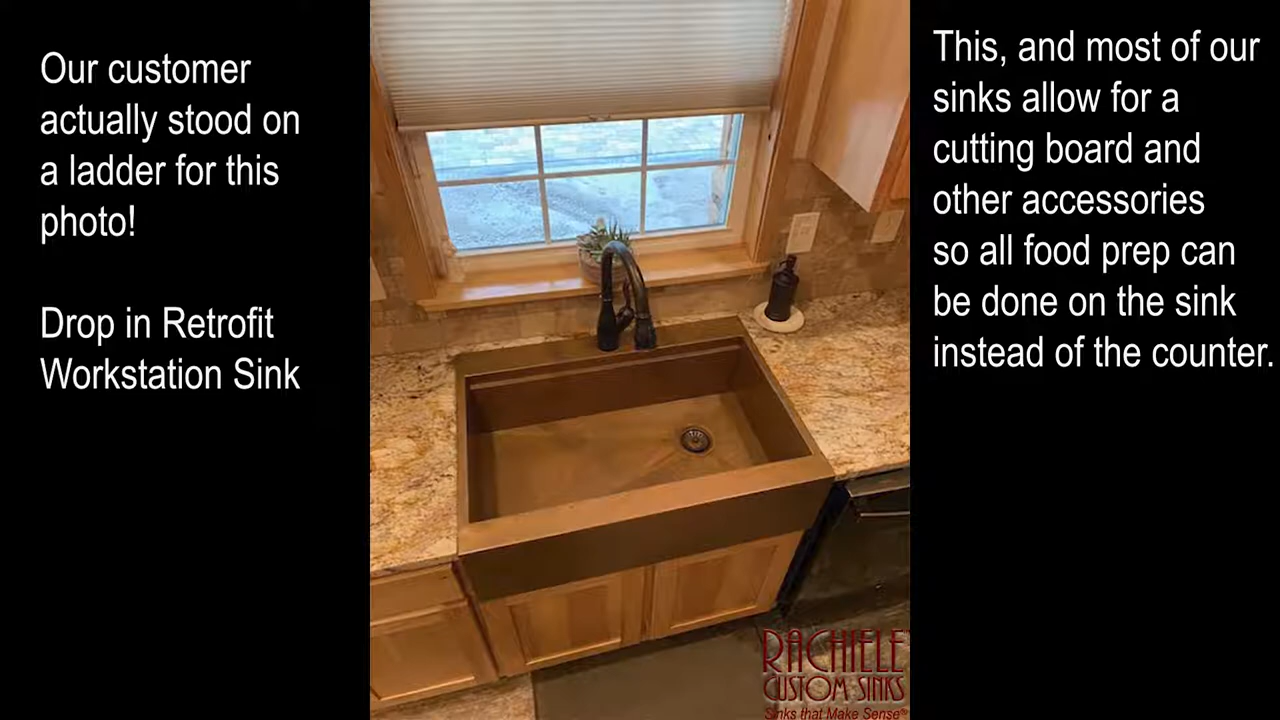 Our customer
actually stood on
a ladder for this
photo!
Drop in Retrofit
Workstation Sink
This, and most of our
sinks allow for a
cutting board and
other accessories
so all food prep can
be done on the sink
instead of the counter.
RACHIELE
CUSTOM SINKS
Sinks that Make Sense®